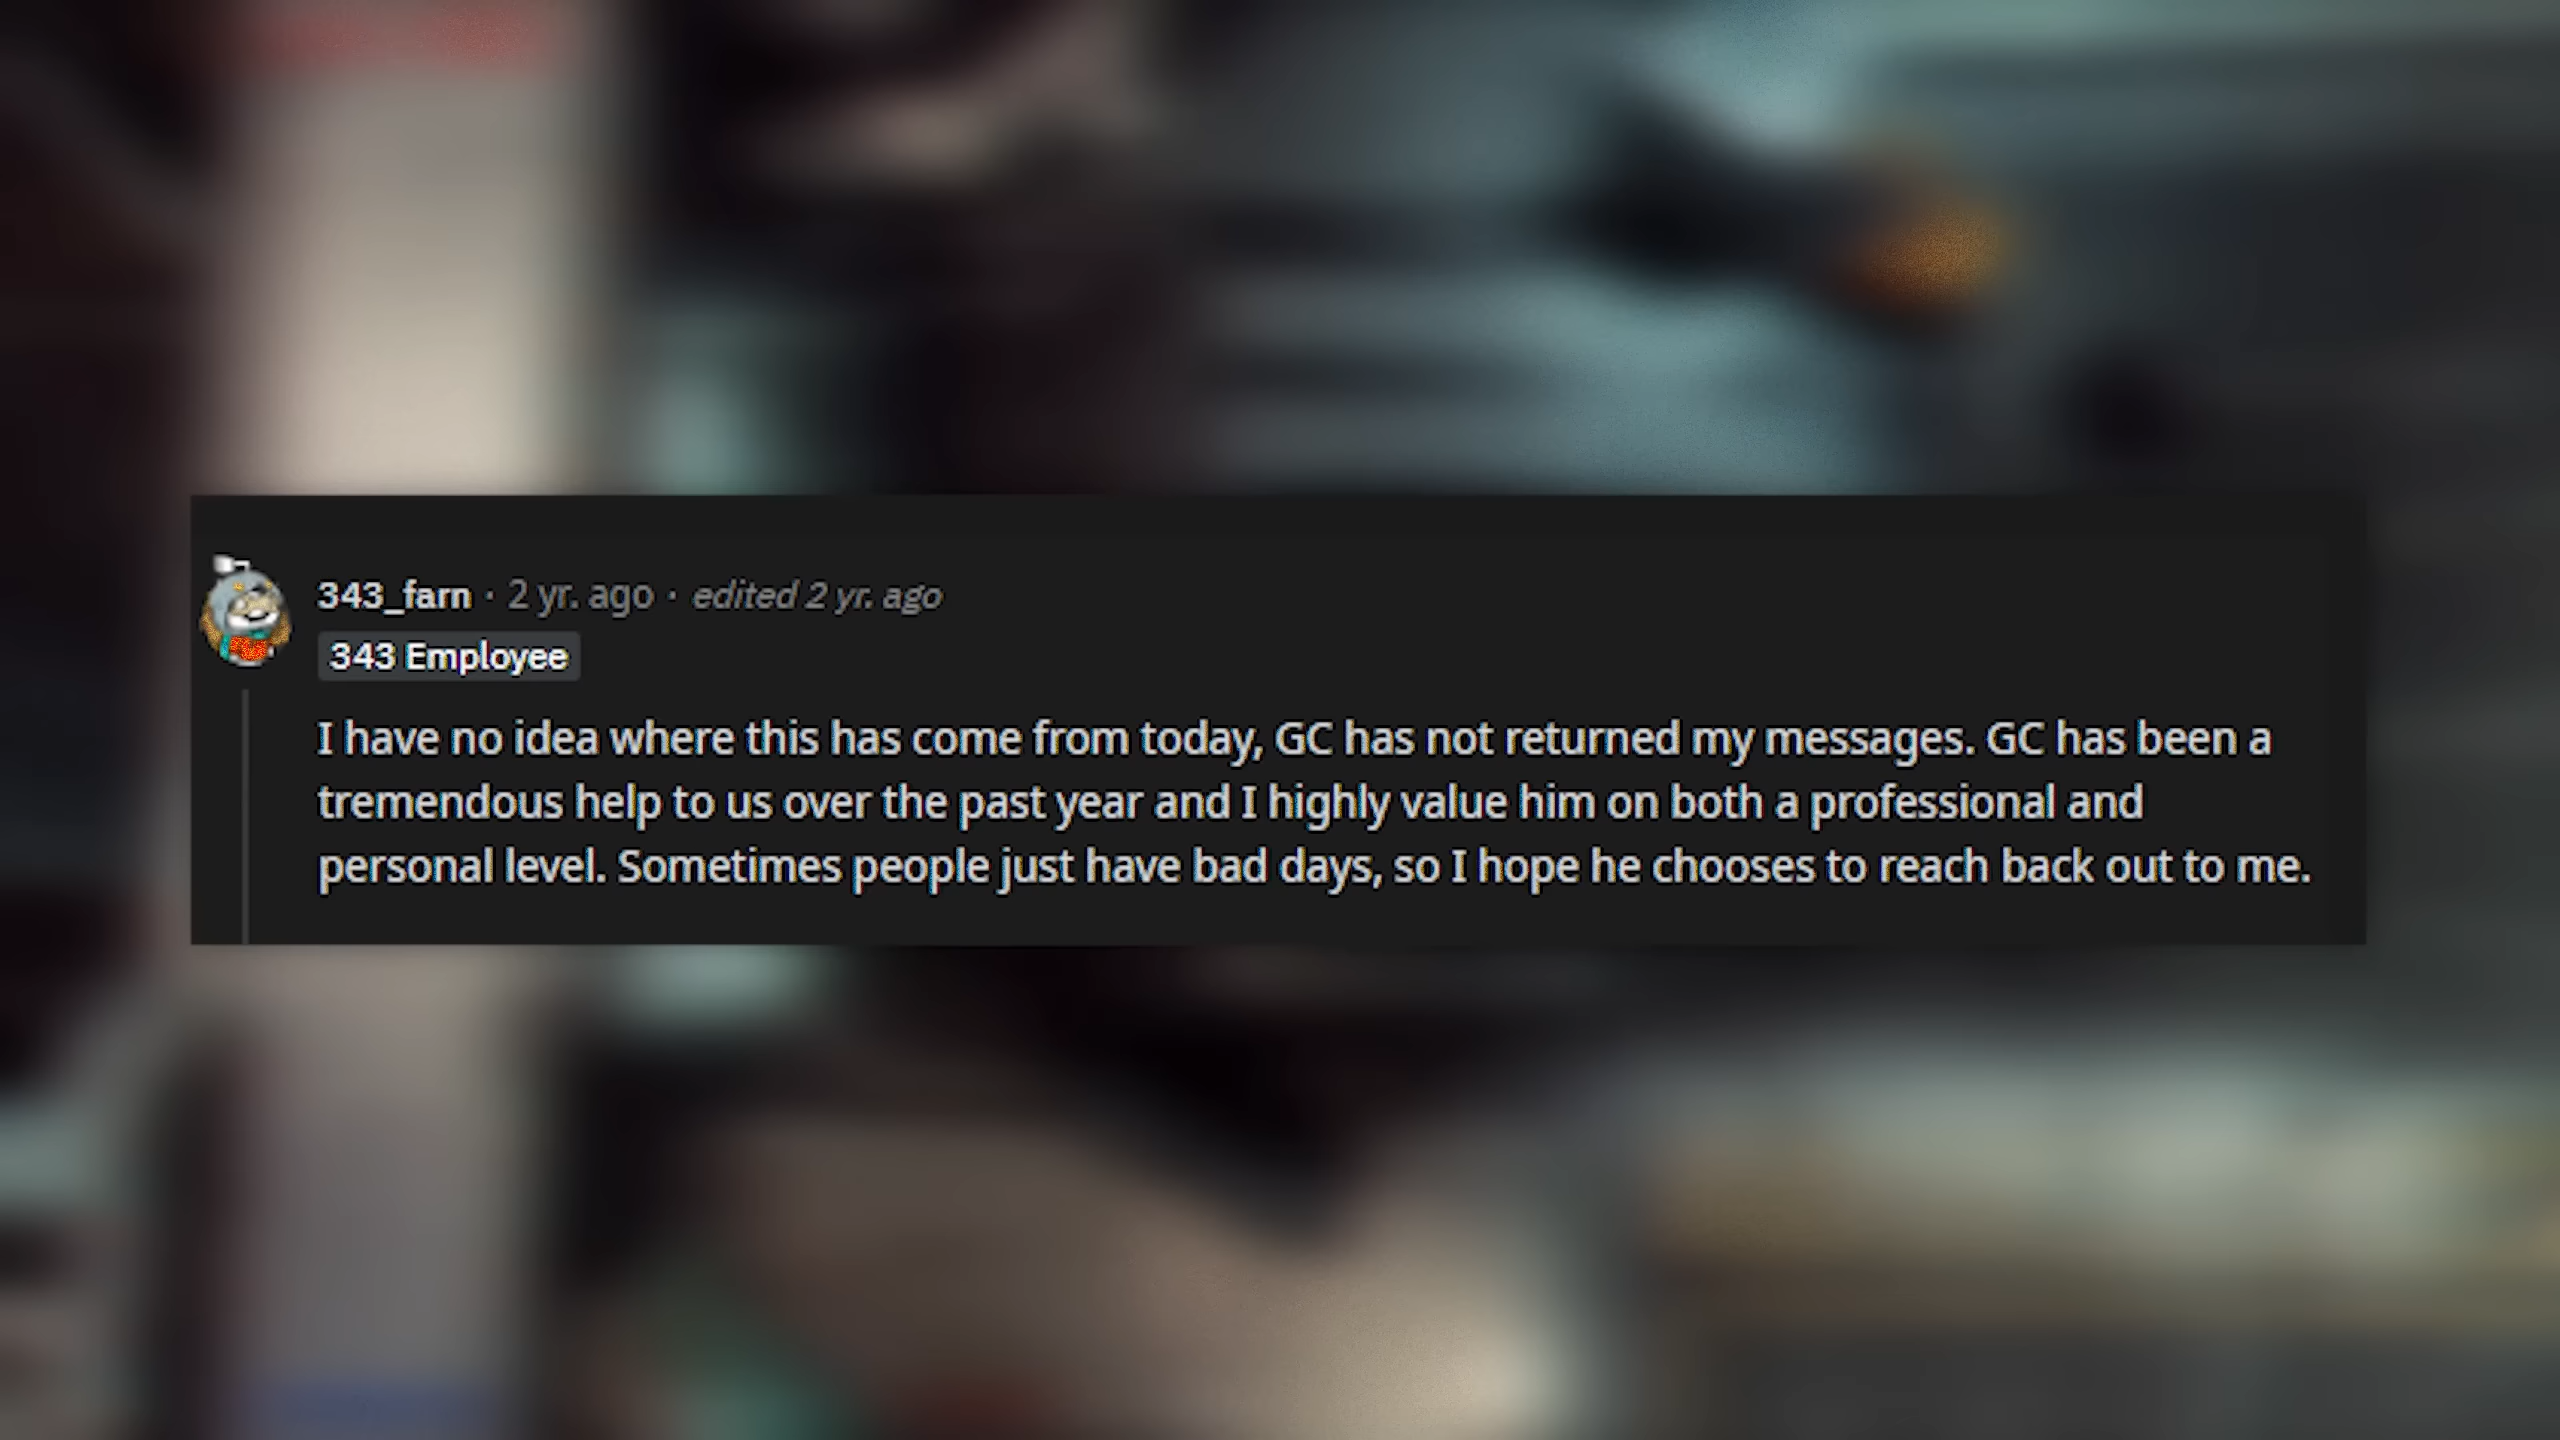 343_farn · 2 yr. ago · edited 2 yr. ago
343 Employee
I have no idea where this has come from today, GC has not returned my messages. GC has been a
tremendous help to us over the past year and I highly value him on both a professional and
personal level. Sometimes people just have bad days, so I hope he chooses to reach back out to me.